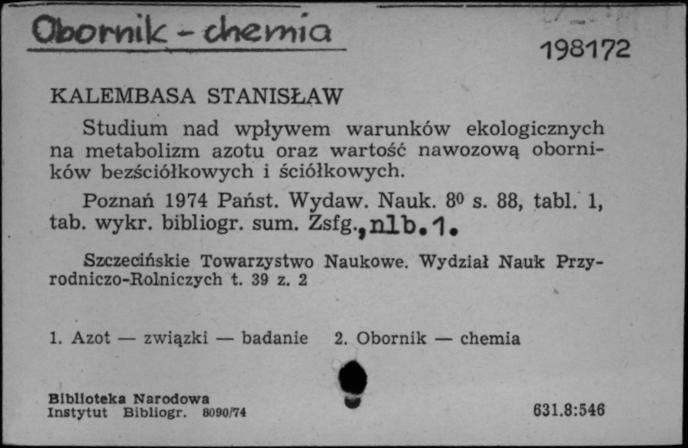 Obornik - chemia
198172
KALEMBASA STANISŁAW
Studium nad wpływem warunków ekologicznych
na metabolizm azotu oraz wartość nawozową oborni-
ków bezściółkowych i ściółkowych.
Poznań 1974 Państ. Wydaw. Nauk. 8⁰ s. 88, tabl. 1,
tab. wykr. bibliogr. sum. Zsfg., nlb. 1.
Szczecińskie Towarzystwo Naukowe. Wydział Nauk Przy-
rodniczo-Rolniczych t. 39 z. 2
1. Azot — związki — badanie 2. Obornik — chemia
Biblioteka Narodowa
Instytut Bibliogr. 8090/74
631.8:546